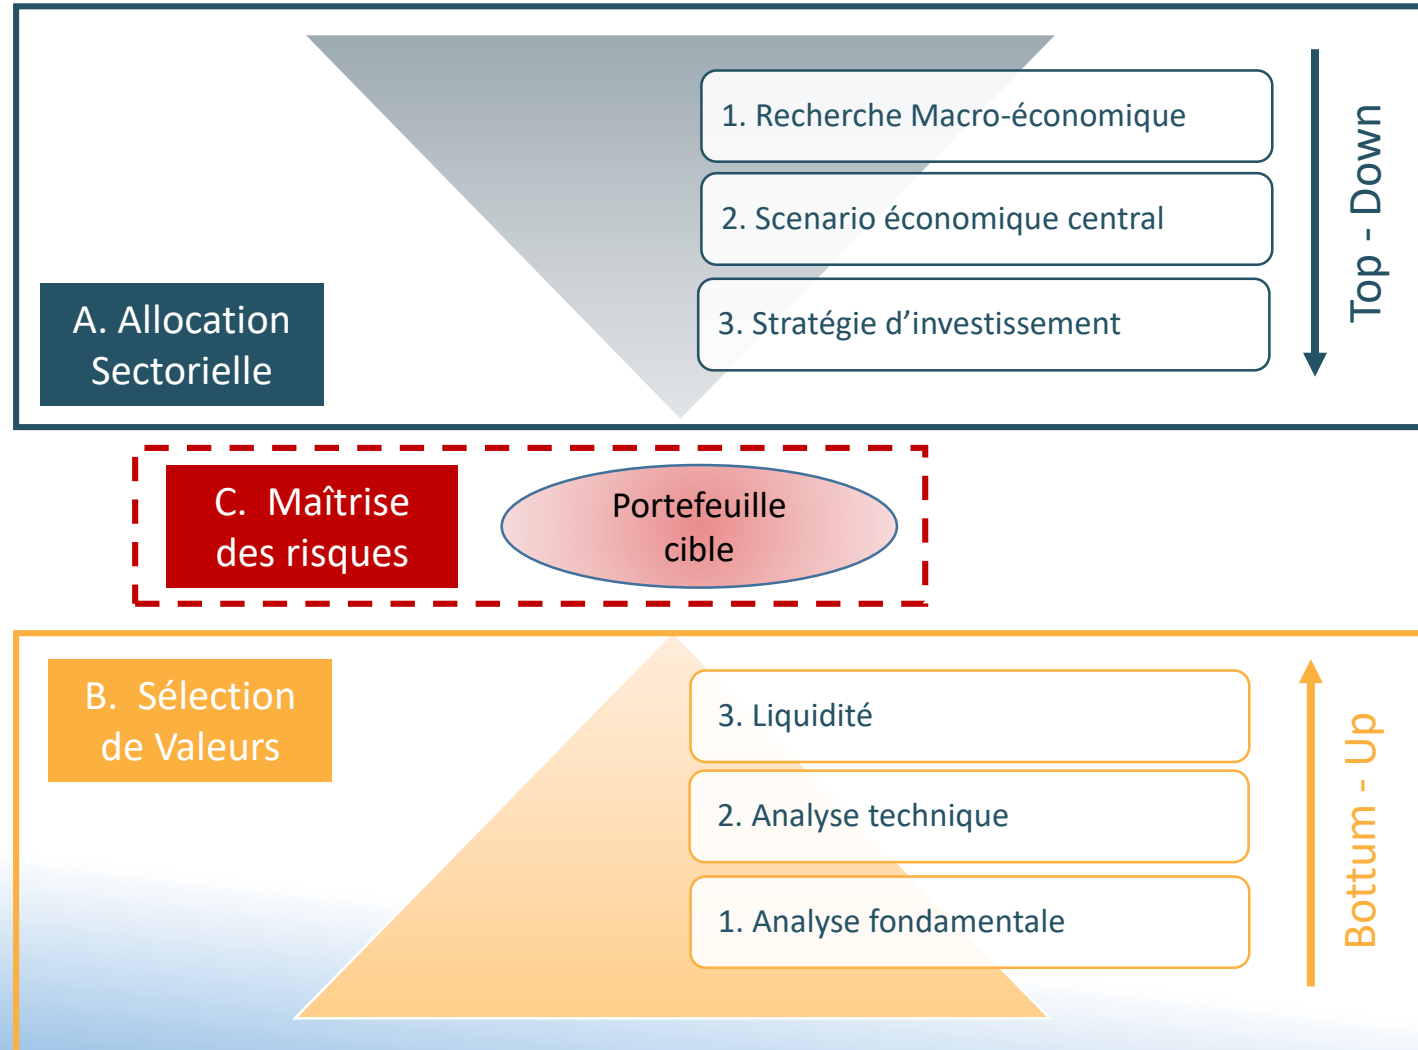 1. Recherche Macro-économique
2. Scenario économique central
3. Stratégie d’investissement
Top - Down
A. Allocation
Sectorielle
C. Maîtrise
des risques
Portefeuille
cible
B. Sélection
de Valeurs
3. Liquidité
2. Analyse technique
1. Analyse fondamentale
Bottum - Up